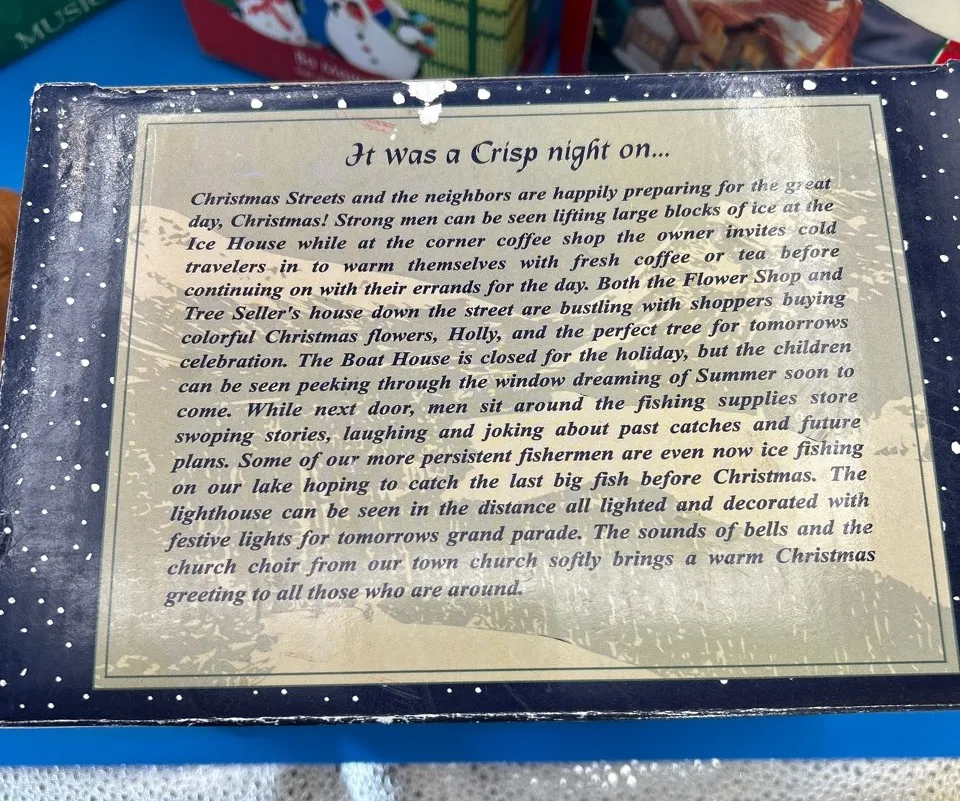 MUSIC
It was a Crisp night on...
Christmas Streets and the neighbors are happily preparing for the great
day, Christmas! Strong men can be seen lifting large blocks of ice at the
Ice House while at the corner coffee shop the owner invites cold
travelers in to warm themselves with fresh coffee or tea before
continuing on with their errands for the day. Both the Flower Shop and
Tree Seller's house down the street are bustling with shoppers buying
colorful Christmas flowers, Holly, and the perfect tree for tomorrows
celebration. The Boat House is closed for the holiday, but the children
can be seen peeking through the window dreaming of Summer soon to
come. While next door, men sit around the fishing supplies store
swoping stories, laughing and joking about past catches and future
plans. Some of our more persistent fishermen are even now ice fishing
on our lake hoping to catch the last big fish before Christmas. The
lighthouse can be seen in the distance all lighted and decorated with
festive lights for tomorrows grand parade. The sounds of bells and the
church choir from our town church softly brings a warm Christmas
greeting to all those who are around.